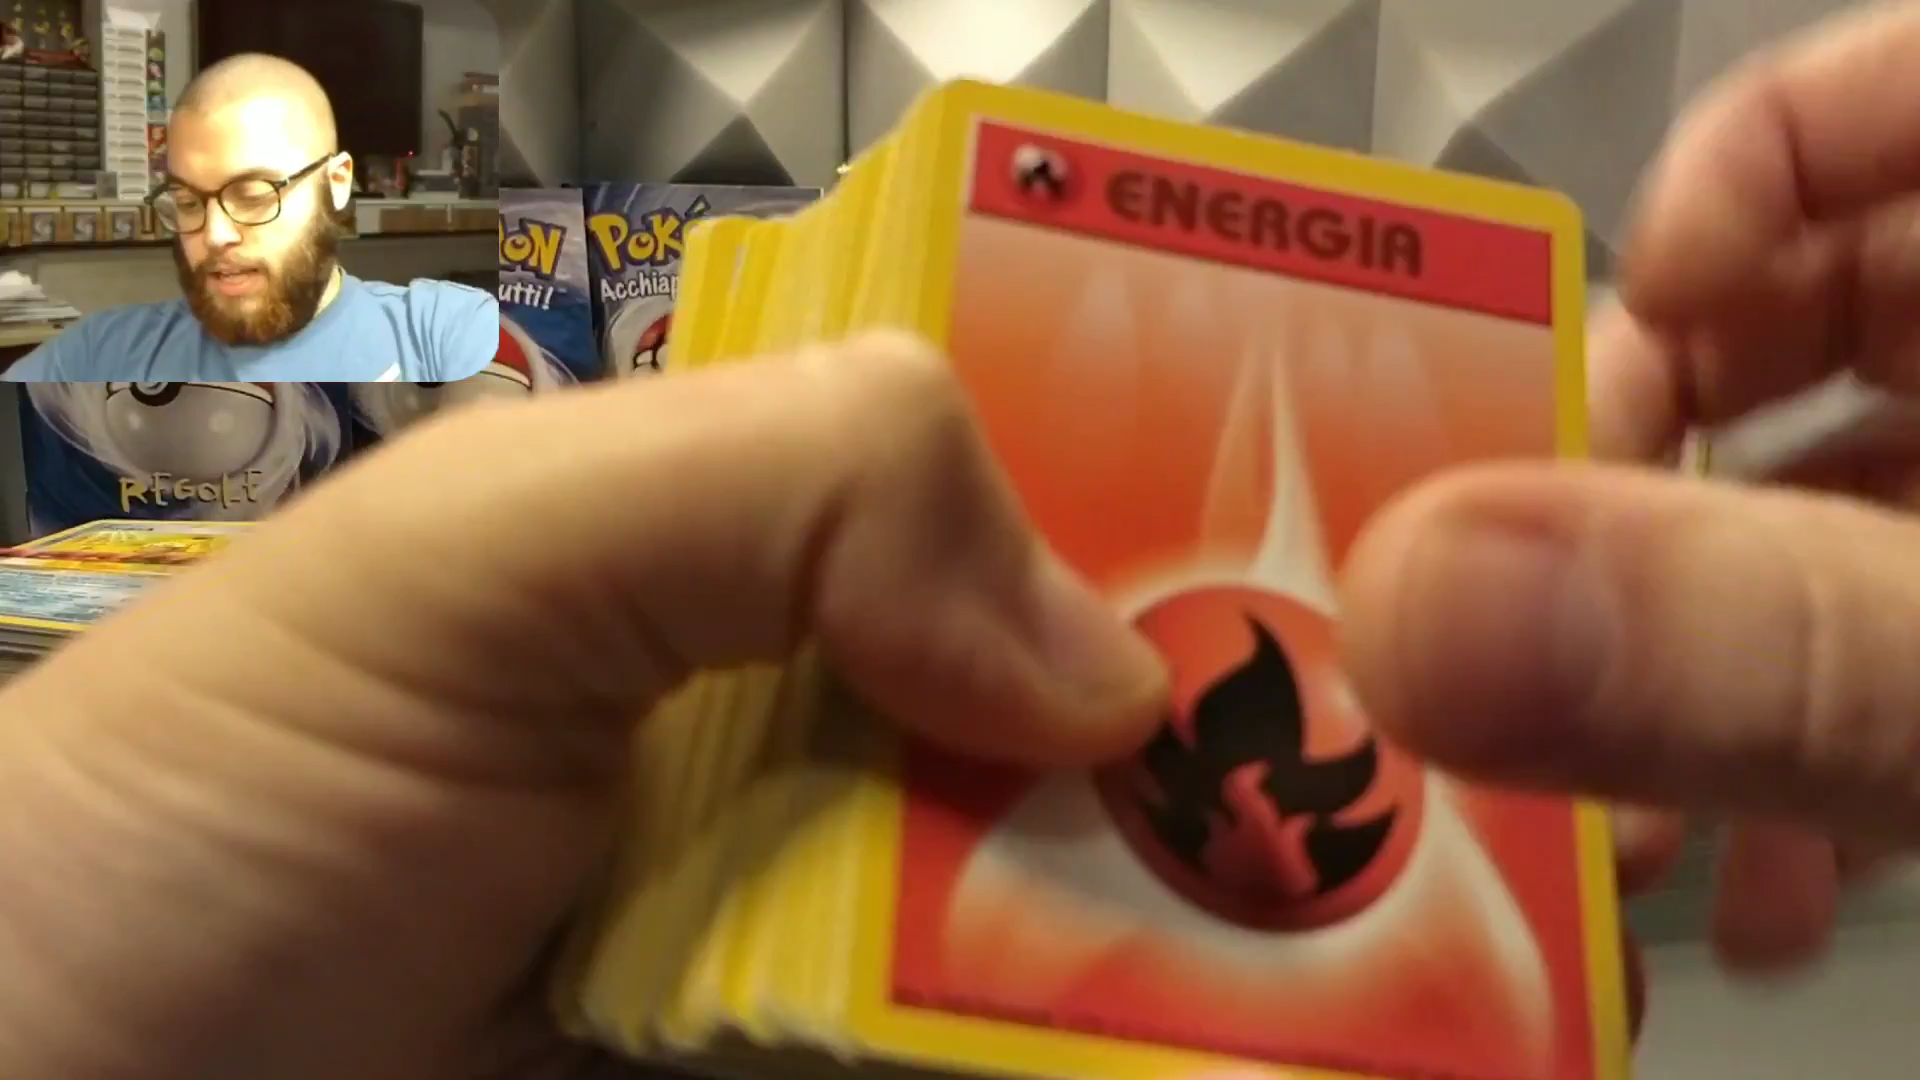 ENERGIA
ON
POKé
utti!
Acchiap
REGOLE